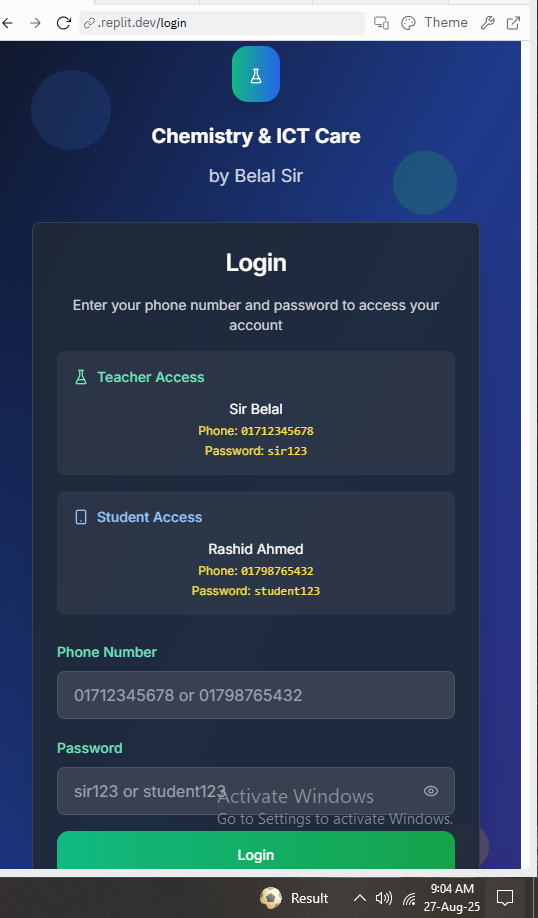 .replit.dev/login
Theme
Chemistry & ICT Care
by Belal Sir
Login
Enter your phone number and password to access your
account
Teacher Access
Sir Belal
Phone: 01712345678
Password: sir123
Student Access
Rashid Ahmed
Phone: 01798765432
Password: student123
Phone Number
01712345678 or 01798765432
Password
sir123 or student123
Activate Windows
Go to Settings to activate Windows.
Login
Result
9:04 AM
27-Aug-25